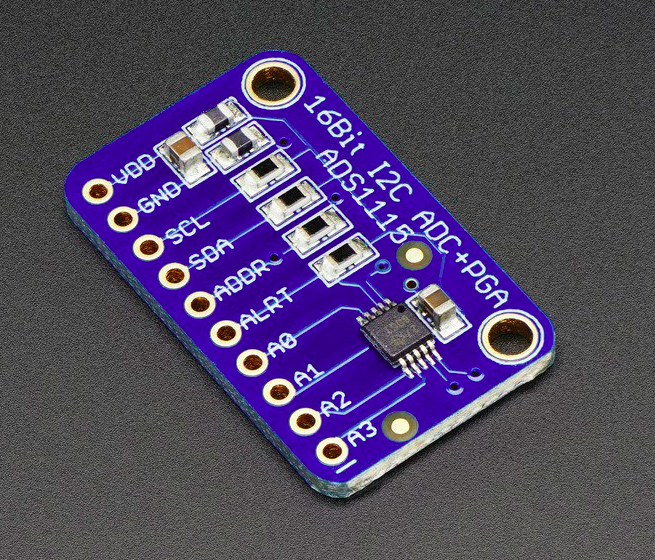 16Bit I2C ADC+PGA
ADS1115
VDD
GND
SCL
SDA
ADDR
ALRT
A0
A1
A2
A3